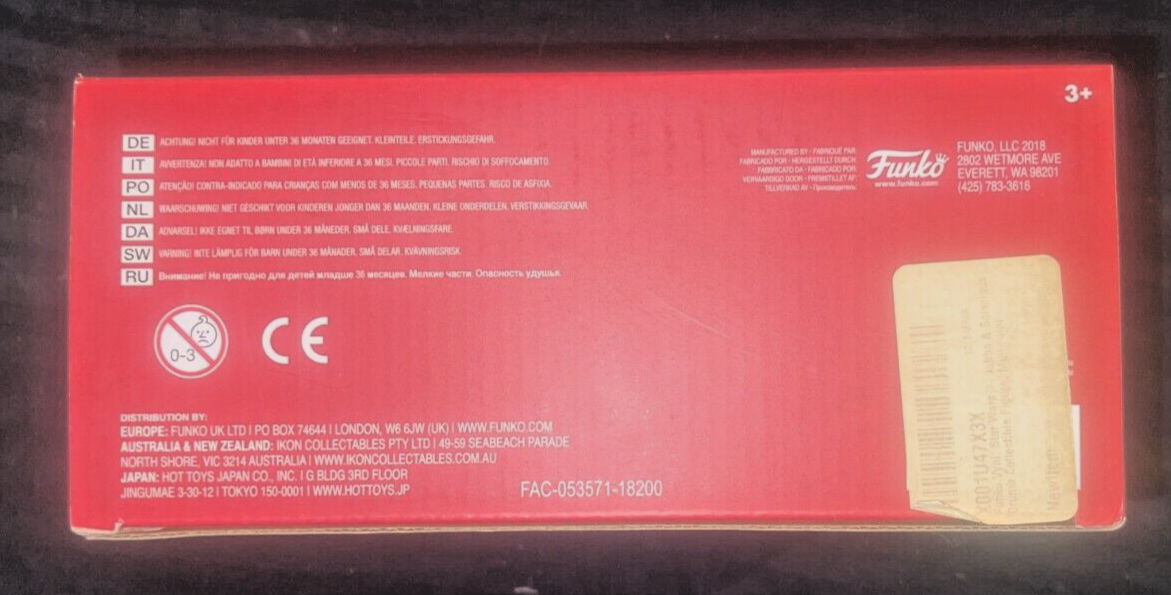 3+
DE ACHTUNG! NICHT FÜR KINDER UNTER 36 MONATEN GEEIGNET. KLEINTEILE. ERSTICKUNGSGEFAHR.
IT AVVERTENZA! NON ADATTO A BAMBINI DI ETÀ INFERIORE A 36 MESI. PICCOLE PARTI. RISCHIO DI SOFFOCAMENTO.
PO ATENÇÃO! CONTRA-INDICADO PARA CRIANÇAS COM MENOS DE 36 MESES. PEQUENAS PARTES. RISCO DE ASFIXIA.
NL WAARSCHUWING! NIET GESCHIKT VOOR KINDEREN JONGER DAN 36 MAANDEN. KLEINE ONDERDELEN. VERSTIKKINGSGEVAAR.
DA ADVARSEL! IKKE EGNET TIL BØRN UNDER 36 MÅNEDER. SMÅ DELE. KVÆLNINGSFARE.
SW VARNING! INTE LÄMPLIG FÖR BARN UNDER 36 MÅNADER. SMÅ DELAR. KVÄVNINGSRISK.
RU Внимание! Не пригодно для детей младше 36 месяцев. Мелкие части. Опасность удушья.
MANUFACTURED BY • FABRIQUÉ PAR:
FABRICADO POR • HERGESTELLT DURCH:
FABBRICATO DA • FABRICADO POR:
VERVAARDIGD DOOR • FREMSTILLET AF:
TILLVERKAD AV • Производитель:
Funko
www.funko.com
FUNKO, LLC 2018
2802 WETMORE AVE
EVERETT, WA 98201
(425) 783-3616
0-3
CE
DISTRIBUTION BY:
EUROPE: FUNKO UK LTD | PO BOX 74644 | LONDON, W6 6JW (UK) | WWW.FUNKO.COM
AUSTRALIA & NEW ZEALAND: IKON COLLECTABLES PTY LTD | 49-59 SEABEACH PARADE
NORTH SHORE, VIC 3214 AUSTRALIA | WWW.IKONCOLLECTABLES.COM.AU
JAPAN: HOT TOYS JAPAN CO., INC. | G BLDG 3RD FLOOR
JINGUMAE 3-30-12 | TOKYO 150-0001 | WWW.HOTTOYS.JP
FAC-053571-18200
X001U47X3X
Star Wars
Collectible Figure
New Item